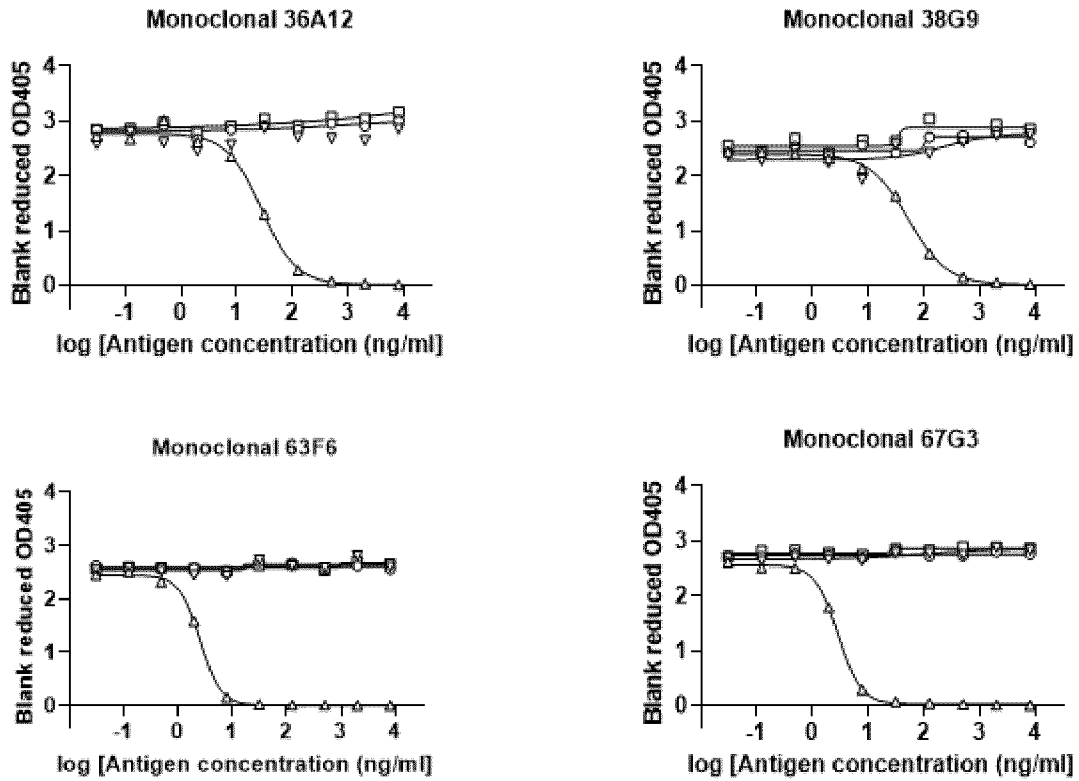 Monoclonal 36A12
Blank reduced OD405
4
3
2
1
0
-1 0 1 2 3 4
log [Antigen concentration (ng/ml]
Monoclonal 38G9
Blank reduced OD405
4
3
2
1
0
-1 0 1 2 3 4
log [Antigen concentration (ng/ml]
Monoclonal 63F6
Blank reduced OD405
4
3
2
1
0
-1 0 1 2 3 4
log [Antigen concentration (ng/ml]
Monoclonal 67G3
Blank reduced OD405
4
3
2
1
0
-1 0 1 2 3 4
log [Antigen concentration (ng/ml]